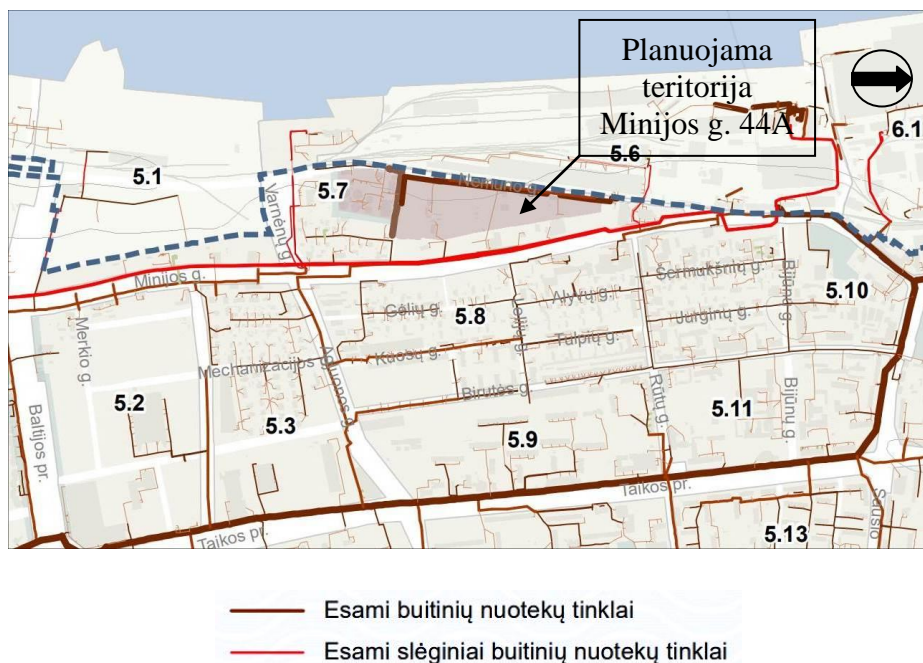 Planuojama
teritorija
Minijos g. 44A
5.6
6.1
5.1
5.7
Varnėnų g.
Nemuno g.
Minijos g.
Šermukšnių g.
Bijūnų g.
5.10
Gėlių g.
5.8
Alyvų g.
Jurginų g.
Merkio g.
Mechanizacijos g.
Tulpių g.
Birutės g.
Rūtų g.
5.2
5.3
5.11
Bijūnų g.
Baltijos pr.
5.9
Taikos pr.
Taikos pr.
5.13
Sausio
Esami buitinių nuotekų tinklai
Esami slėginiai buitinių nuotekų tinklai